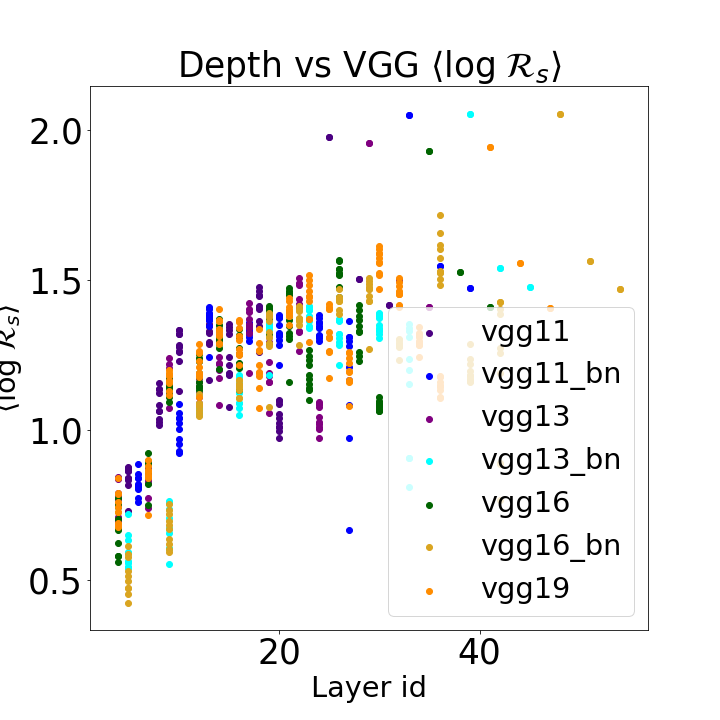 Depth vs VGG ⟨log ℛₛ⟩
2.0
1.5
1.0
0.5
⟨log ℛₛ⟩
vgg11
vgg11_bn
vgg13
vgg13_bn
vgg16
vgg16_bn
vgg19
20 40
Layer id